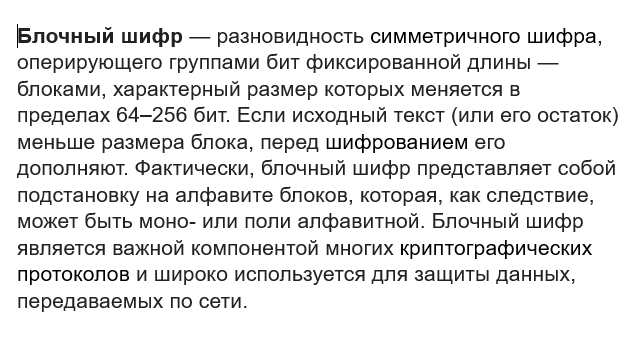 Блочный шифр — разновидность симметричного шифра,
оперирующего группами бит фиксированной длины —
блоками, характерный размер которых меняется в
пределах 64–256 бит. Если исходный текст (или его остаток)
меньше размера блока, перед шифрованием его
дополняют. Фактически, блочный шифр представляет собой
подстановку на алфавите блоков, которая, как следствие,
может быть моно- или поли алфавитной. Блочный шифр
является важной компонентой многих криптографических
протоколов и широко используется для защиты данных,
передаваемых по сети.